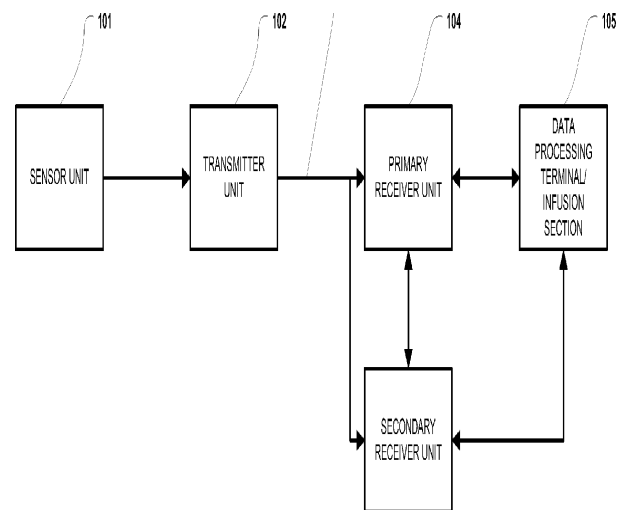 101
102
104
105
SENSOR UNIT
TRANSMITTER
UNIT
PRIMARY
RECEIVER UNIT
DATA
PROCESSING
TERMINAL/
INFUSION
SECTION
SECONDARY
RECEIVER UNIT